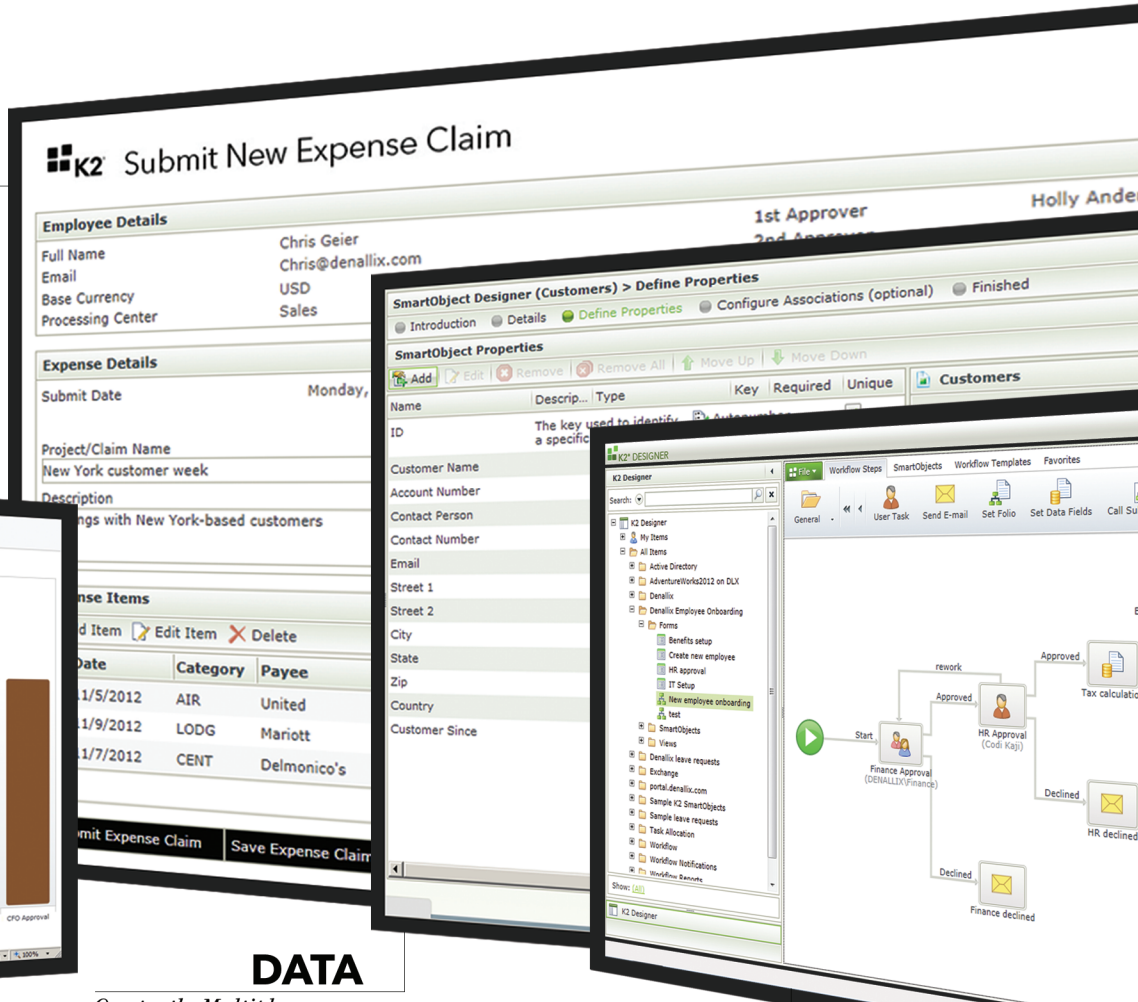 K2 Submit New Expense Claim
Employee Details
Full Name Chris Geier 1st Approver Holly
Email Chris@denallix.com 2nd Approver
Base Currency USD
Processing Center Sales
Expense Details
Submit Date Monday,
Project/Claim Name
New York customer week
Description
with New York-based customers
Items
Item Edit Item Delete
Date Category Payee
11/5/2012 AIR United
11/9/2012 LODG Mariott
11/7/2012 CENT Delmonico's
Expense Claim Save Expense Claim
SmartObject Designer (Customers) > Define Properties
Introduction Details Define Properties Configure Associations (optional) Finished
SmartObject Properties
Add Edit Remove Remove All Move Up Move Down
Name Descrip... Type Key Required Unique Customers
ID The key used to identify Autonumber
a specific
Customer Name
Account Number
Contact Person
Contact Number
Email
Street 1
Street 2
City
State
Zip
Country
Customer Since
K2 DESIGNER
K2 Designer
Search:
K2 Designer
My Items
All Items
Active Directory
AdventureWorks2012 on DLX
Denallix
Denallix Employee Onboarding
Forms
Benefits setup
Create new employee
HR approval
IT Setup
New employee onboarding
test
SmartObjects
Views
Denallix leave requests
Exchange
portal.denallix.com
Sample K2 SmartObjects
Sample leave requests
Task Allocation
Workflow
Workflow Notifications
Workflow Reports
Show: (All)
K2 Designer
File Workflow Steps SmartObjects Workflow Templates Favorites
General User Task Send E-mail Set Folio Set Data Fields Call
rework
Approved
Tax
Approved
HR Approval
(Codi Kaji)
Start
Finance Approval
(DENALLIX\Finance)
Declined
HR declined
Declined
Finance declined
CFO Approval
100%
DATA